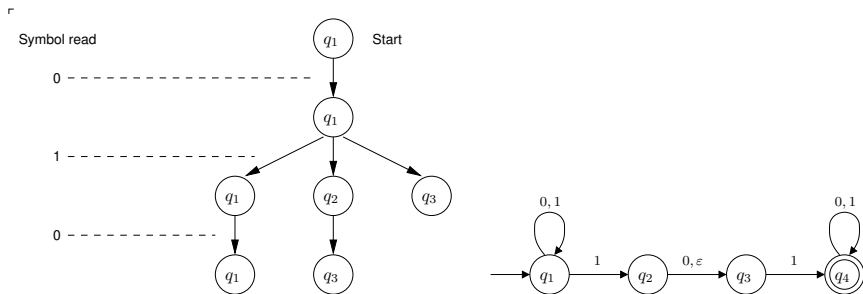 Symbol read
q1
Start
0
q1
1
q1 q2 q3
0
q1 q3
0, 1 0, 1
1 0, ε 1
q1 q2 q3 q4